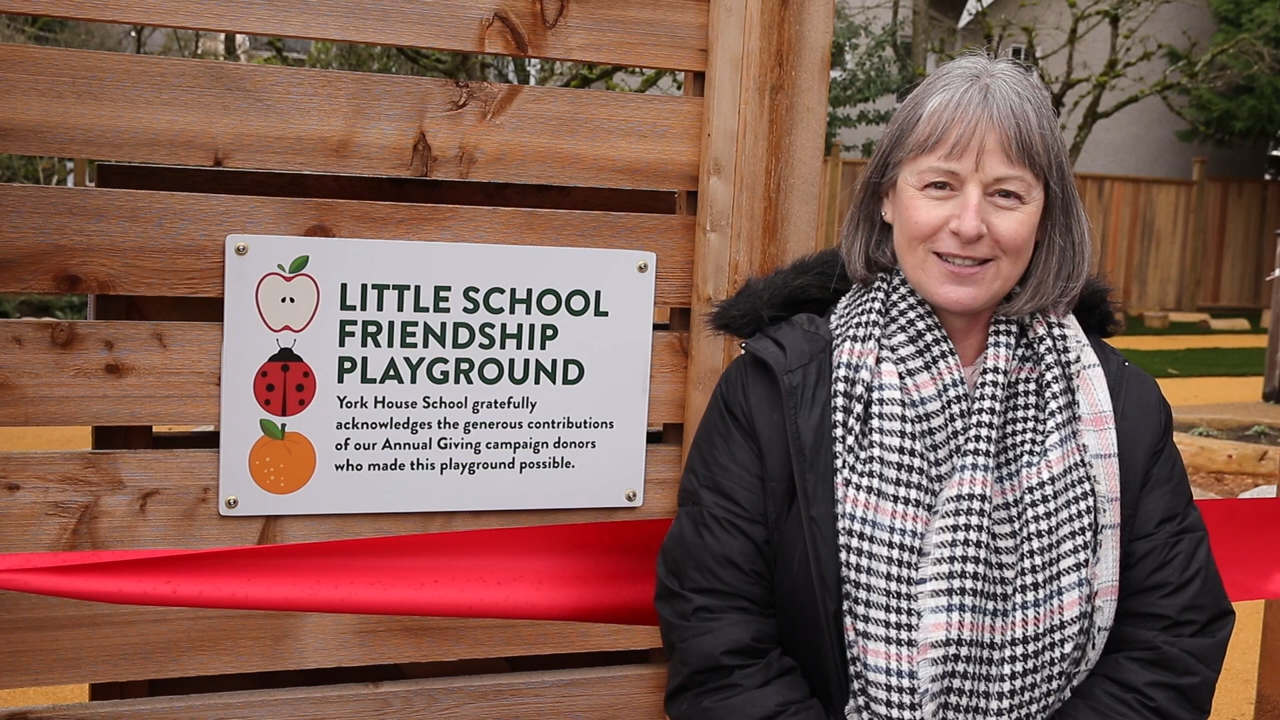 LITTLE SCHOOL
FRIENDSHIP
PLAYGROUND
York House School gratefully
acknowledges the generous contributions
of our Annual Giving campaign donors
who made this playground possible.